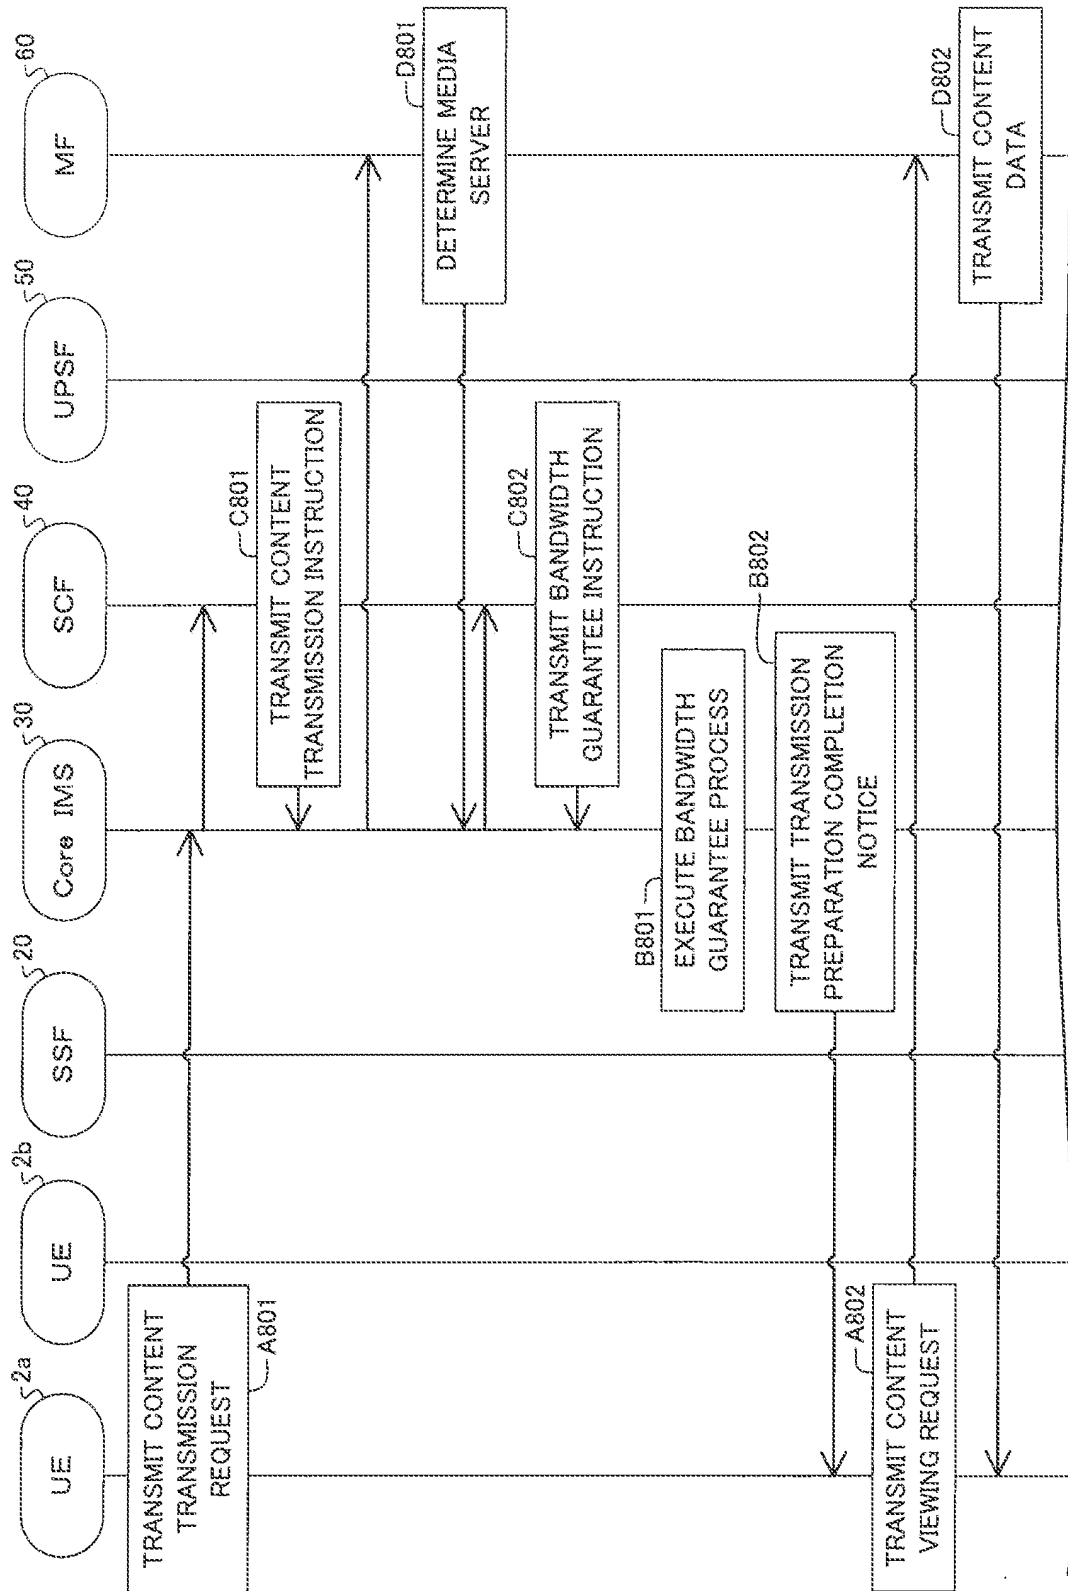 2a
UE
2b
UE
20
SSF
30
Core IMS
40
SCF
50
UPSF
60
MF
TRANSMIT CONTENT
TRANSMISSION
REQUEST
A801
C801
TRANSMIT CONTENT
TRANSMISSION INSTRUCTION
D801
DETERMINE MEDIA
SERVER
C802
TRANSMIT BANDWIDTH
GUARANTEE INSTRUCTION
B801
EXECUTE BANDWIDTH
GUARANTEE PROCESS
B802
TRANSMIT TRANSMISSION
PREPARATION COMPLETION
NOTICE
A802
TRANSMIT CONTENT
VIEWING REQUEST
D802
TRANSMIT CONTENT
DATA